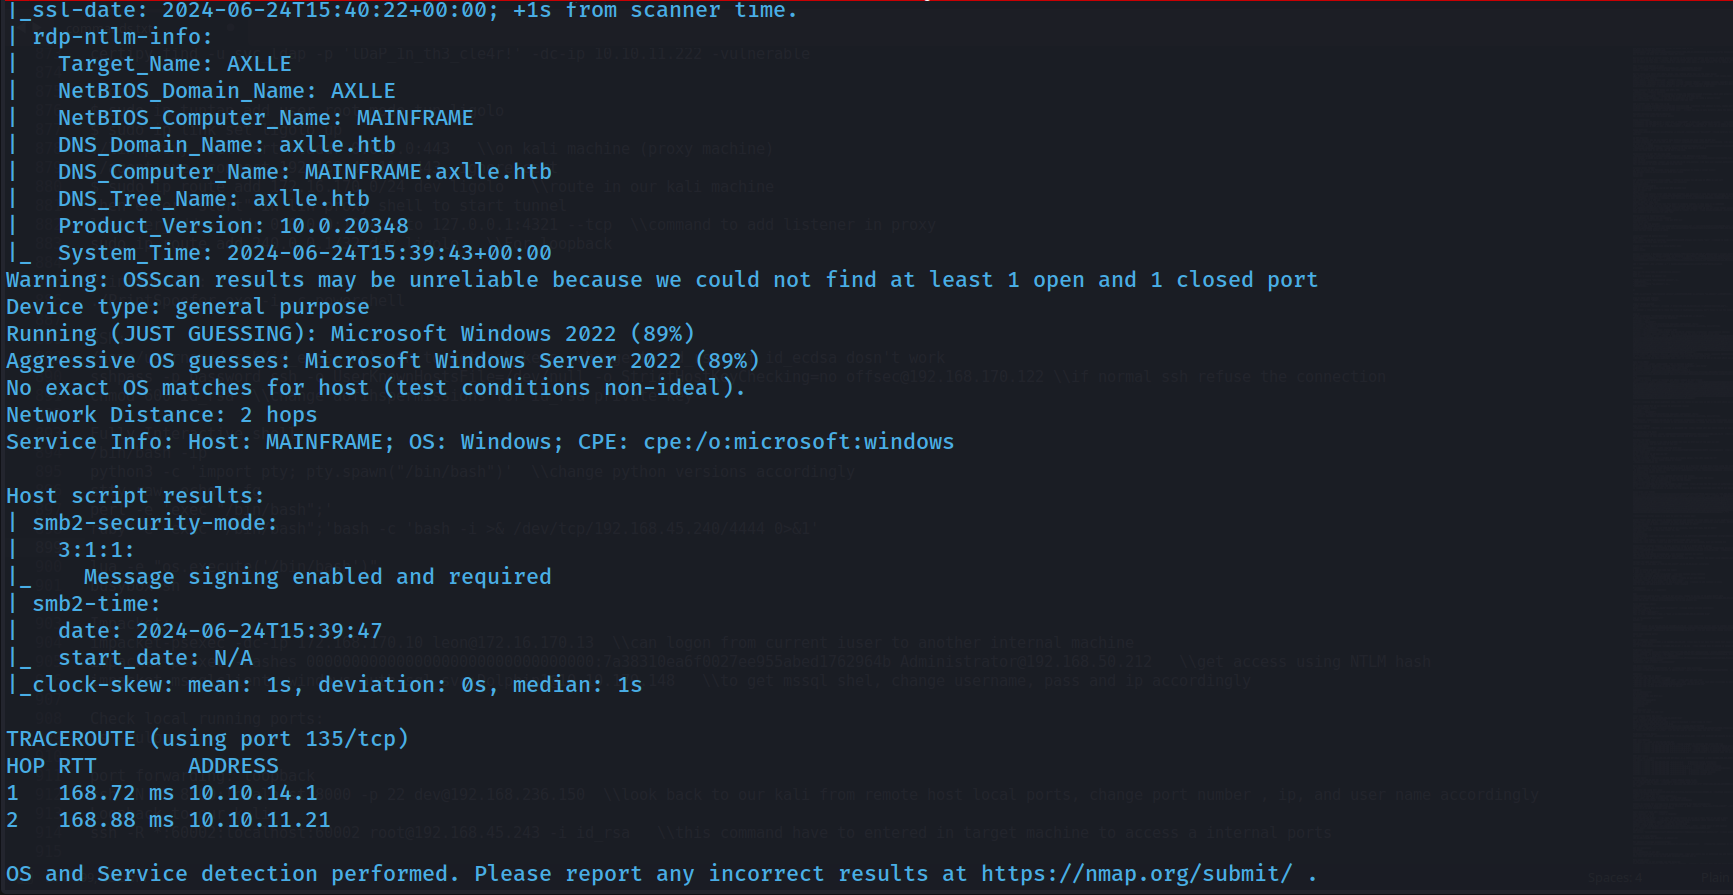 |_ssl-date: 2024-06-24T15:40:22+00:00; +1s from scanner time.
| rdp-ntlm-info:
|   Target_Name: AXLLE
|   NetBIOS_Domain_Name: AXLLE
|   NetBIOS_Computer_Name: MAINFRAME
|   DNS_Domain_Name: axlle.htb
|   DNS_Computer_Name: MAINFRAME.axlle.htb
|   DNS_Tree_Name: axlle.htb
|   Product_Version: 10.0.20348
|_  System_Time: 2024-06-24T15:39:43+00:00
Warning: OSScan results may be unreliable because we could not find at least 1 open and 1 closed port
Device type: general purpose
Running (JUST GUESSING): Microsoft Windows 2022 (89%)
Aggressive OS guesses: Microsoft Windows Server 2022 (89%)
No exact OS matches for host (test conditions non-ideal).
Network Distance: 2 hops
Service Info: Host: MAINFRAME; OS: Windows; CPE: cpe:/o:microsoft:windows
Host script results:
| smb2-security-mode:
|   3:1:1:
|_    Message signing enabled and required
| smb2-time:
|   date: 2024-06-24T15:39:47
|_  start_date: N/A
|_clock-skew: mean: 1s, deviation: 0s, median: 1s
TRACEROUTE (using port 135/tcp)
HOP RTT       ADDRESS
1   168.72 ms 10.10.14.1
2   168.88 ms 10.10.11.21
OS and Service detection performed. Please report any incorrect results at https://nmap.org/submit/ .